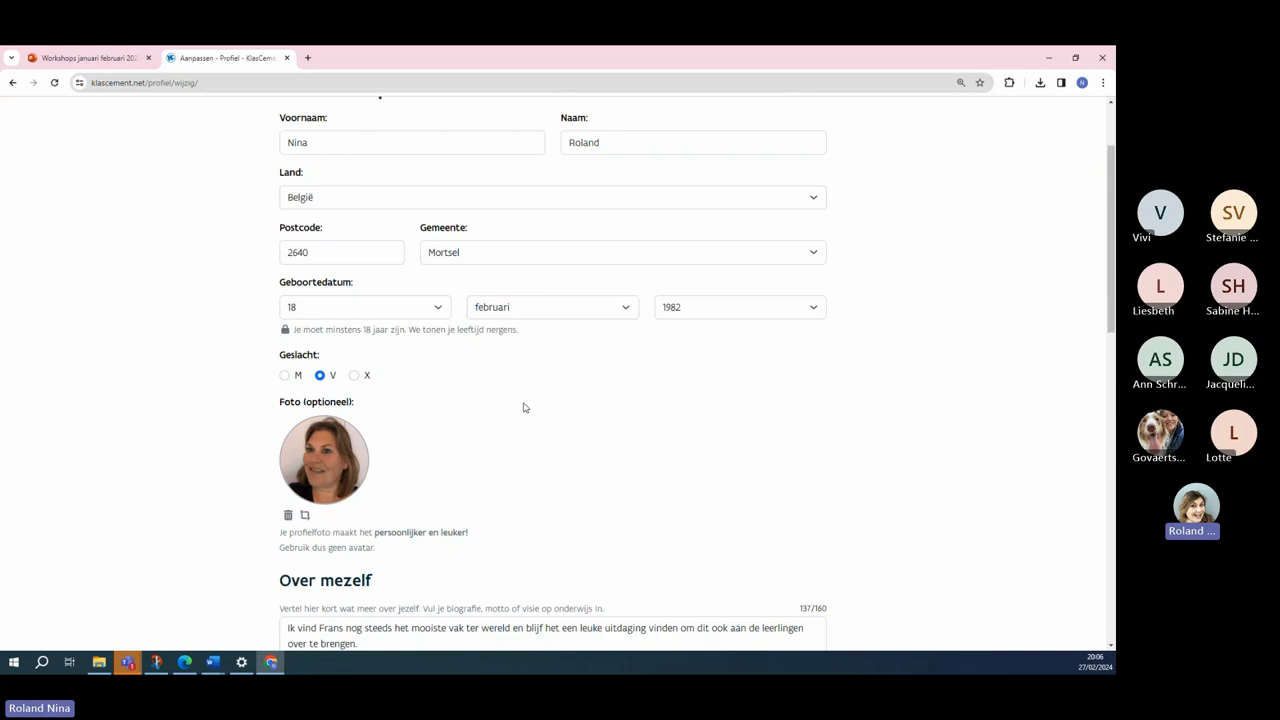 Workshops januari februari 202
Aanpassen - Profiel - KlasCeme
klascement.net/profiel/wijzig/
N
Voornaam:
Naam:
Nina
Roland
Land:
België
Postcode:
Gemeente:
2640
Mortsel
Geboortedatum:
18
februari
1982
Je moet minstens 18 jaar zijn. We tonen je leeftijd nergens.
Geslacht:
M
V
X
Foto (optioneel):
Je profielfoto maakt het persoonlijker en leuker!
Gebruik dus geen avatar.
Over mezelf
Vertel hier kort wat meer over jezelf. Vul je biografie, motto of visie op onderwijs in.
137/160
Ik vind Frans nog steeds het mooiste vak ter wereld en blijf het een leuke uitdaging vinden om dit ook aan de leerlingen
over te brengen.
20:06
27/02/2024
V
SV
Vivi
Stefanie ...
L
SH
Liesbeth
Sabine H...
AS
JD
Ann Schr...
Jacqueli...
L
Govaerts...
Lotte
Roland ...
Roland Nina